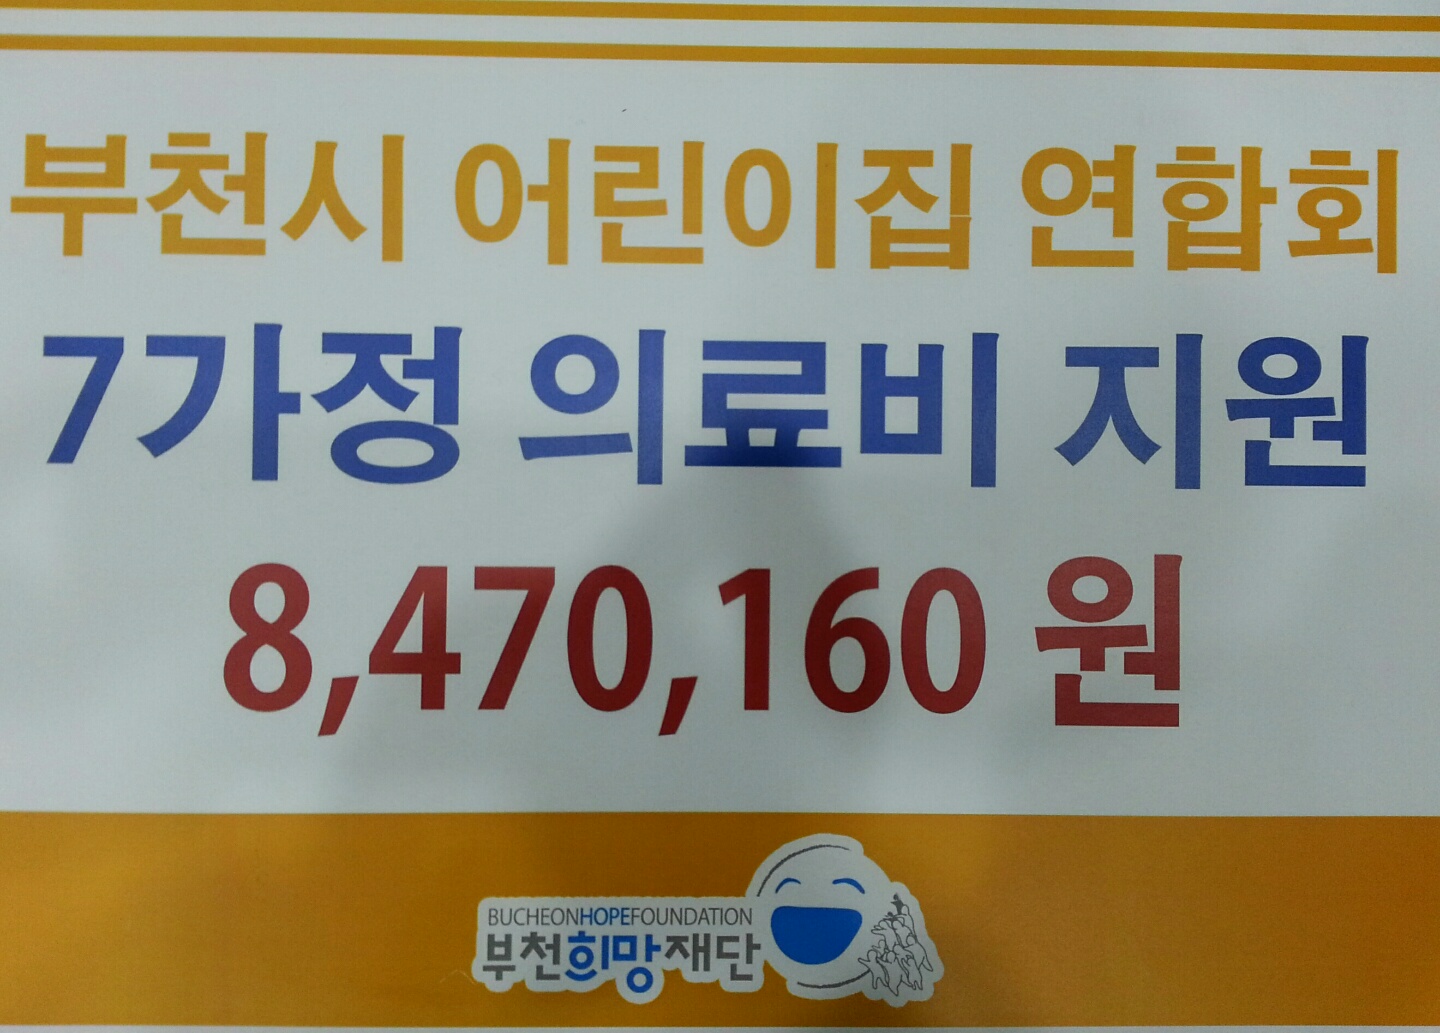 부천시 어린이집 연합회
7가정 의료비 지원
8,470,160 원
BUCHEONHOPEFOUNDATION
부천희망재단